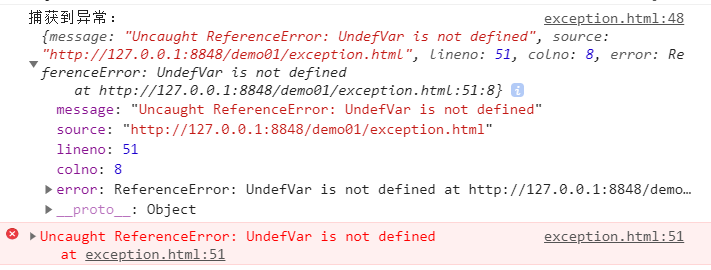 捕获到异常: exception.html:48
{message: "Uncaught ReferenceError: UndefVar is not defined", source:
"http://127.0.0.1:8848/demo01/exception.html", lineno: 51, colno: 8, error: Re
ferenceError: UndefVar is not defined
at http://127.0.0.1:8848/demo01/exception.html:51:8} i
message: "Uncaught ReferenceError: UndefVar is not defined"
source: "http://127.0.0.1:8848/demo01/exception.html"
lineno: 51
colno: 8
error: ReferenceError: UndefVar is not defined at http://127.0.0.1:8848/demo…
__proto__: Object
Uncaught ReferenceError: UndefVar is not defined exception.html:51
at exception.html:51